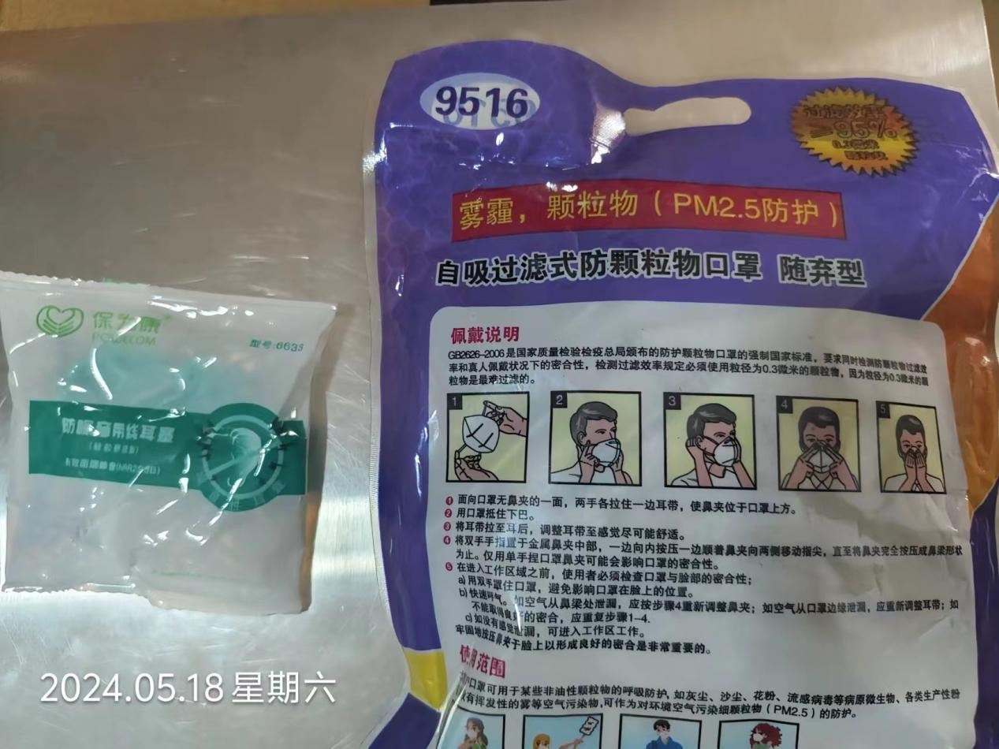 9516
过滤效率
≥95%
0.3微米
颗粒状
雾霾，颗粒物（PM2.5防护）
自吸过滤式防颗粒物口罩 随弃型
佩戴说明
GB2626-2006是国家质量检验检疫总局颁布的防护颗粒物口罩的强制国家标准，要求同时检测防颗粒物过滤效
率和真人佩戴状况下的密合性，检测过滤效率规定必须使用粒径为0.3微米的颗粒物，因为粒径为0.3微米的颗
粒物是最难过滤的。
1
2
3
4
5
1 面向口罩无鼻夹的一面，两手各拉住一边耳带，使鼻夹位于口罩上方。
2 用口罩抵住下巴。
3 将耳带拉至耳后，调整耳带至感觉尽可能舒适。
4 将双手手指置于金属鼻夹中部，一边向内按压一边顺着鼻夹向两侧移动指尖，直至将鼻夹完全按压成鼻梁形状
为止。仅用单手捏口罩鼻夹可能会影响口罩的密合性。
5 在进入工作区域之前，使用者必须检查口罩与脸部的密合性；
a)用双手罩住口罩，避免影响口罩在脸上的位置。
b)快速呼气。如空气从鼻梁处泄漏，应按步骤4重新调整鼻夹；如空气从口罩边缘泄漏，应重新调整耳带；如
不能取得良好的密合，应重复步骤1-4.
c)如没有感觉泄漏，可进入工作区工作。
牢固地按压鼻夹于脸上以形成良好的密合是非常重要的。
使用范围
口罩可用于某些非油性颗粒物的呼吸防护，如灰尘、沙尘、花粉、流感病毒等病原微生物、各类生产性粉
有挥发性的雾等空气污染物，可作为对环境空气污染细颗粒物（PM2.5）的防护。
保为康
POWECOM
型号:6633
防噪音带线耳塞
2024.05.18 星期六